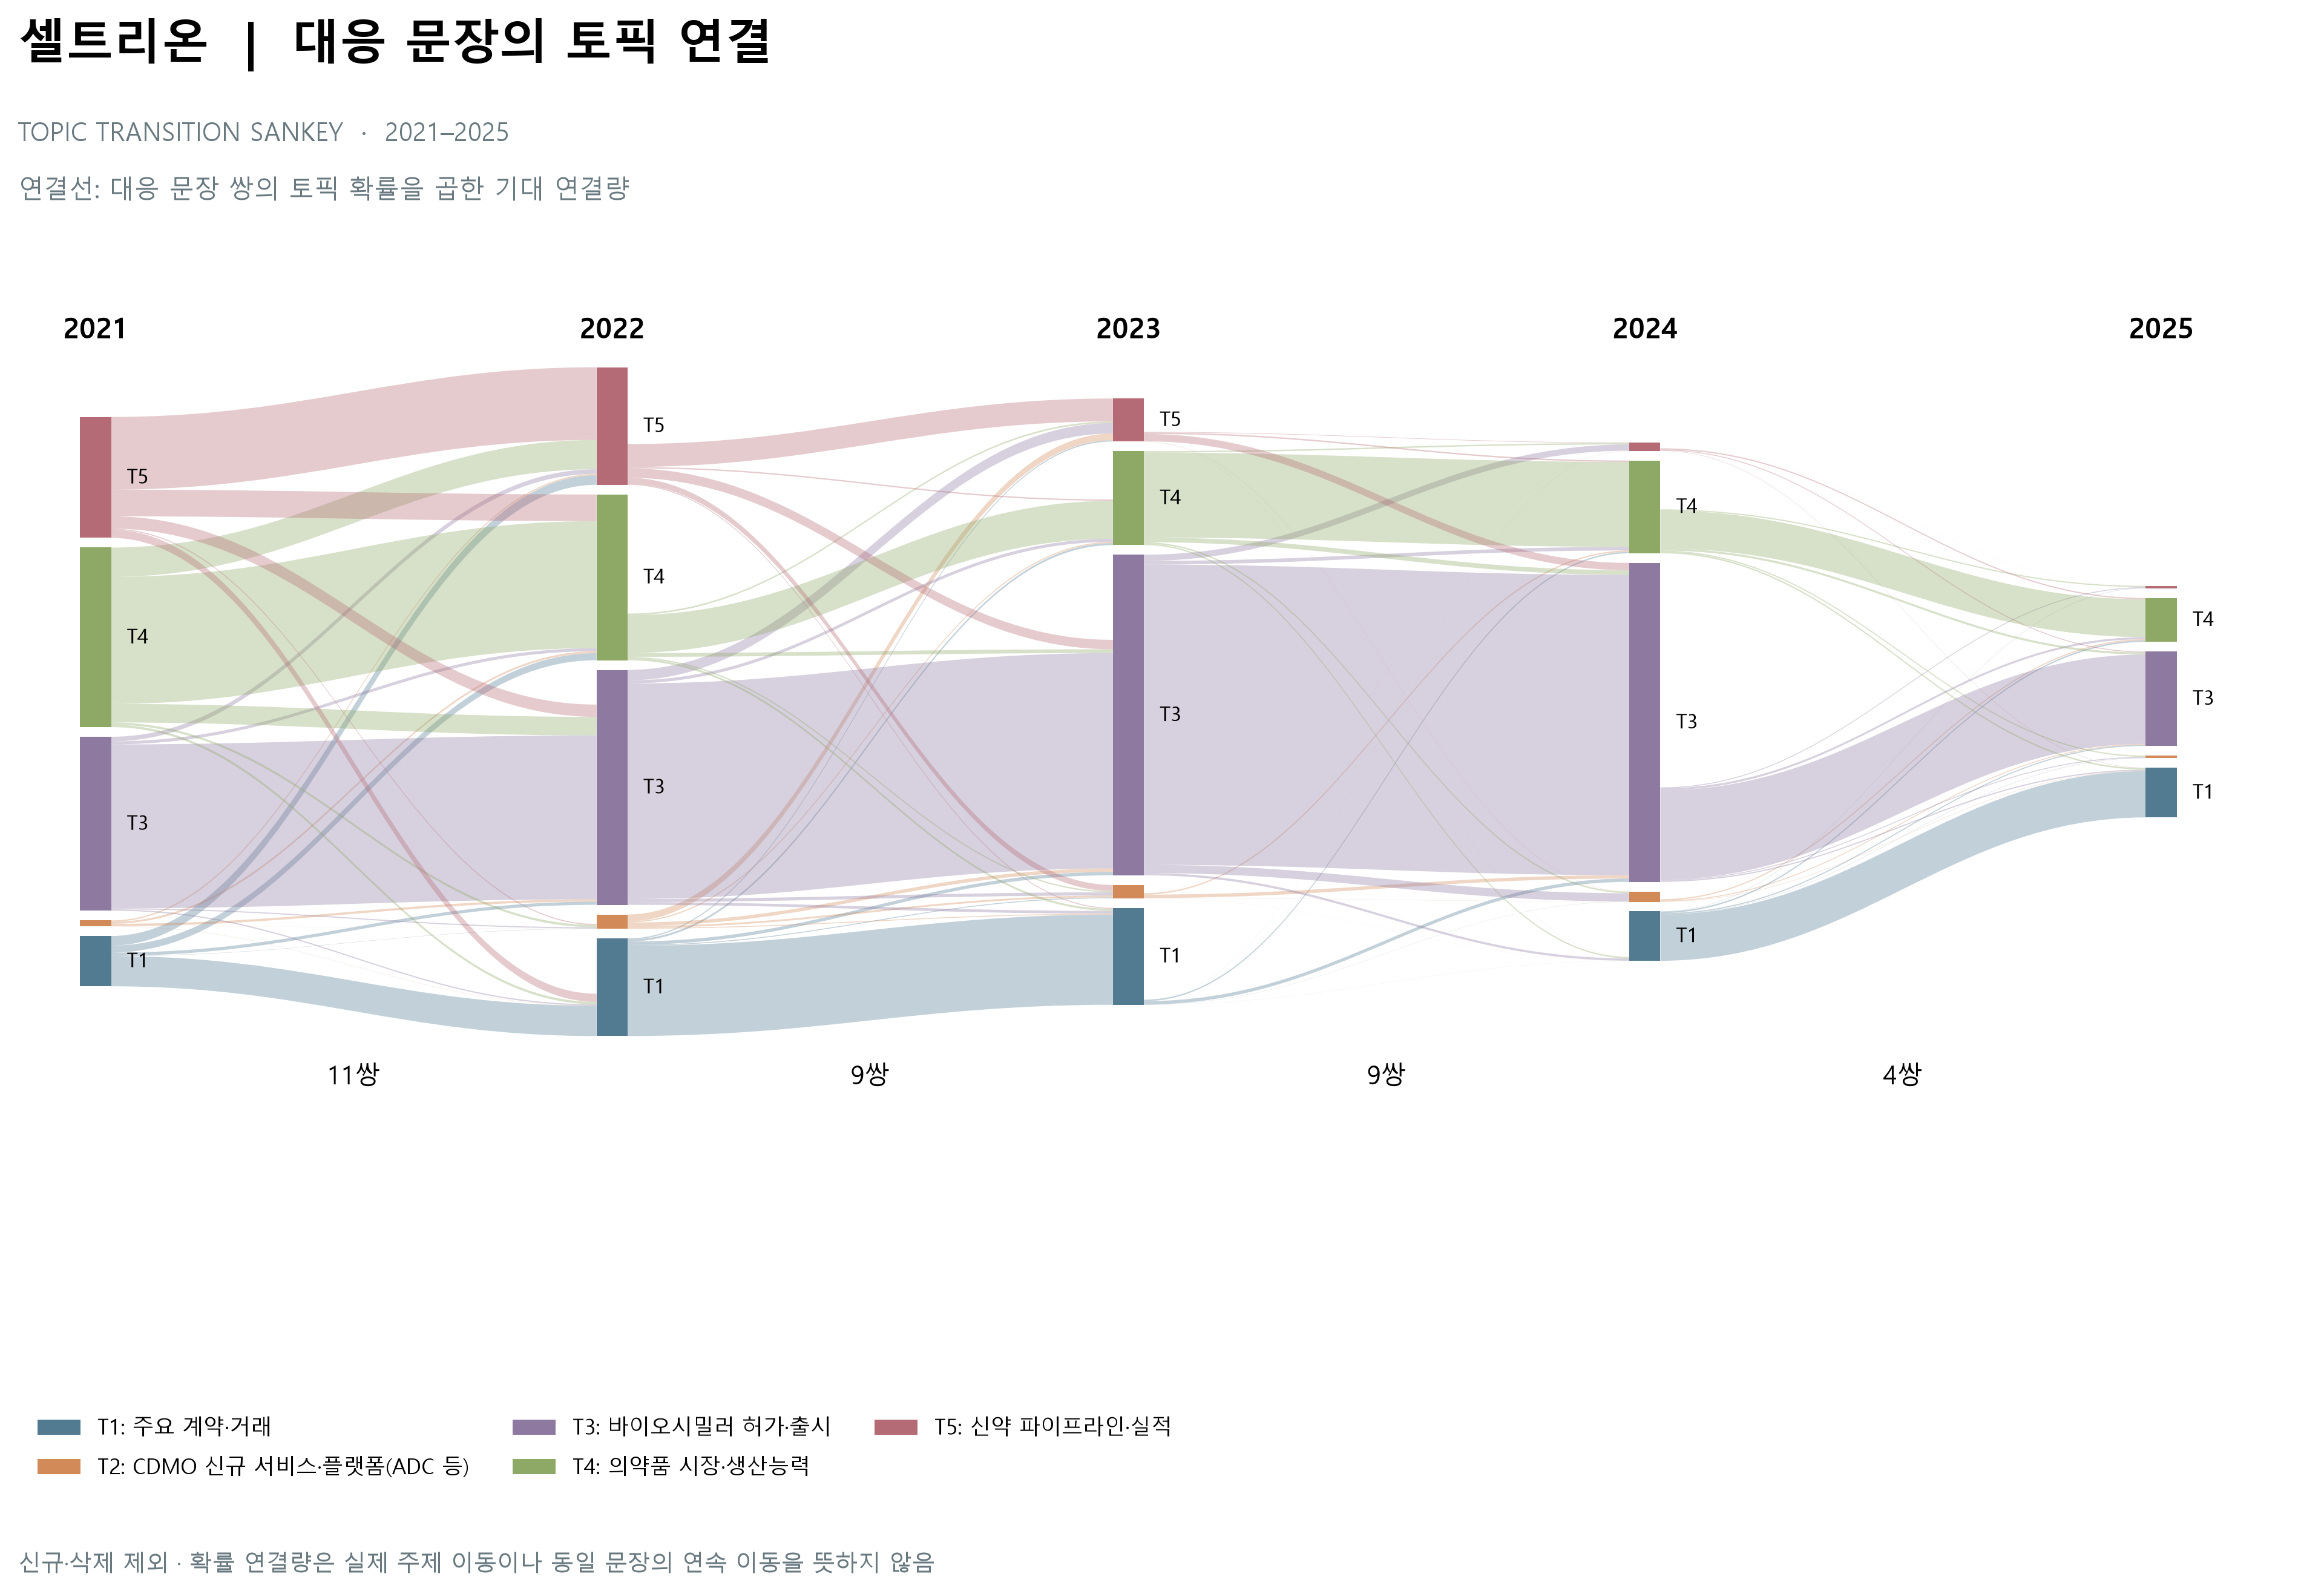 셀트리온 | 대응 문장의 토픽 연결
TOPIC TRANSITION SANKEY · 2021–2025
연결선: 대응 문장 쌍의 토픽 확률을 곱한 기대 연결량
2021 2022 2023 2024 2025
T5 T4 T3 T1
T5 T4 T3 T1
T5 T4 T3 T1
T4 T3 T1
T4 T3 T1
11쌍 9쌍 9쌍 4쌍
T1: 주요 계약·거래 T3: 바이오시밀러 허가·출시 T5: 신약 파이프라인·실적
T2: CDMO 신규 서비스·플랫폼(ADC 등) T4: 의약품 시장·생산능력
신규·삭제 제외 · 확률 연결량은 실제 주제 이동이나 동일 문장의 연속 이동을 뜻하지 않음